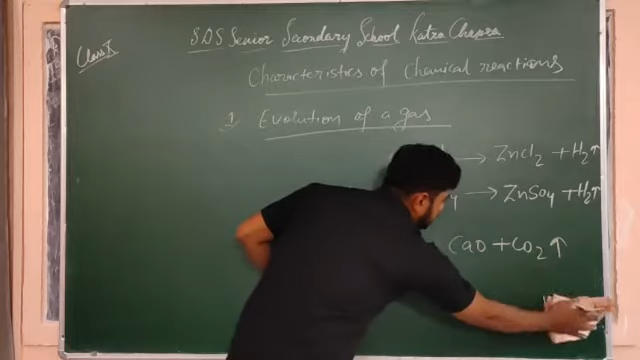 Class X
S.D.S Senior Secondary School Katra Chapra
Characteristics of Chemical reactions
1. Evolution of a gas
→ ZnCl2 + H2↑
→ ZnSO4 + H2↑
CaO + CO2↑